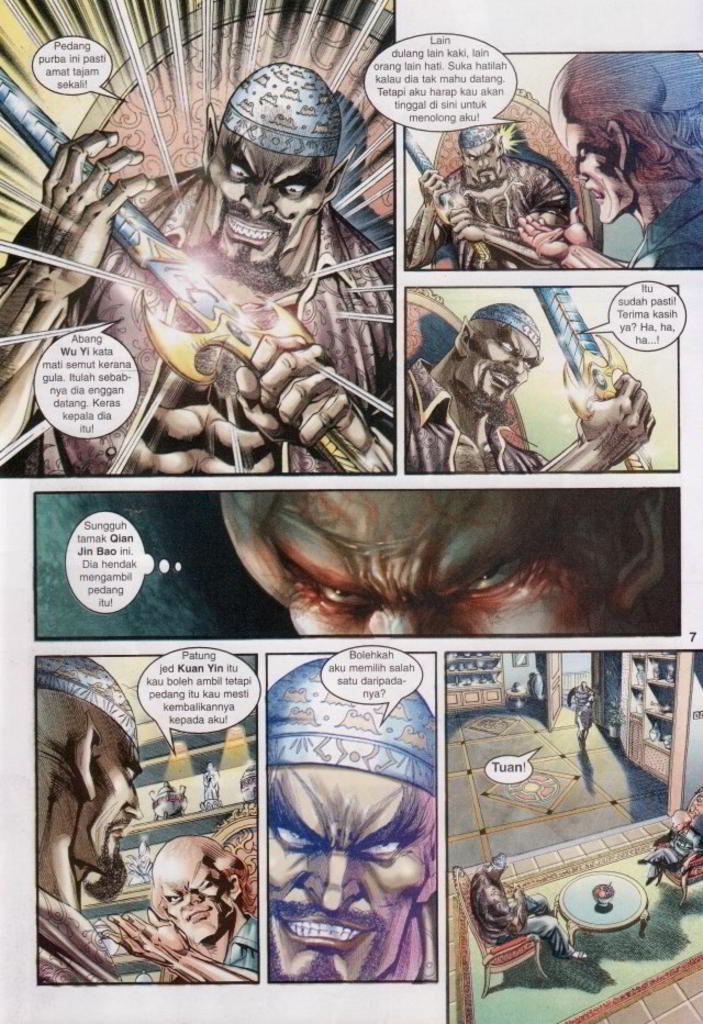 Pedang
purba ini pasti
amat tajam
sekali!
Abang
Wu Yi kata
mati semut kerana
gula. Itulah sebab-
nya dia enggan
datang. Keras
kepala dia
itu!
Lain
dulang lain kaki, lain
orang lain hati. Suka hatilah
kalau dia tak mahu datang.
Tetapi aku harap kau akan
tinggal di sini untuk
menolong aku!
Itu
sudah pasti!
Terima kasih
ya? Ha, ha,
ha...!
Sungguh
tamak Qian
Jin Bao ini.
Dia hendak
mengambil
pedang
itu!
7
Patung
jed Kuan Yin itu
kau boleh ambil tetapi
pedang itu kau mesti
kembalikannya
kepada aku!
Bolehkah
aku memilih salah
satu daripada-
nya?
Tuan!